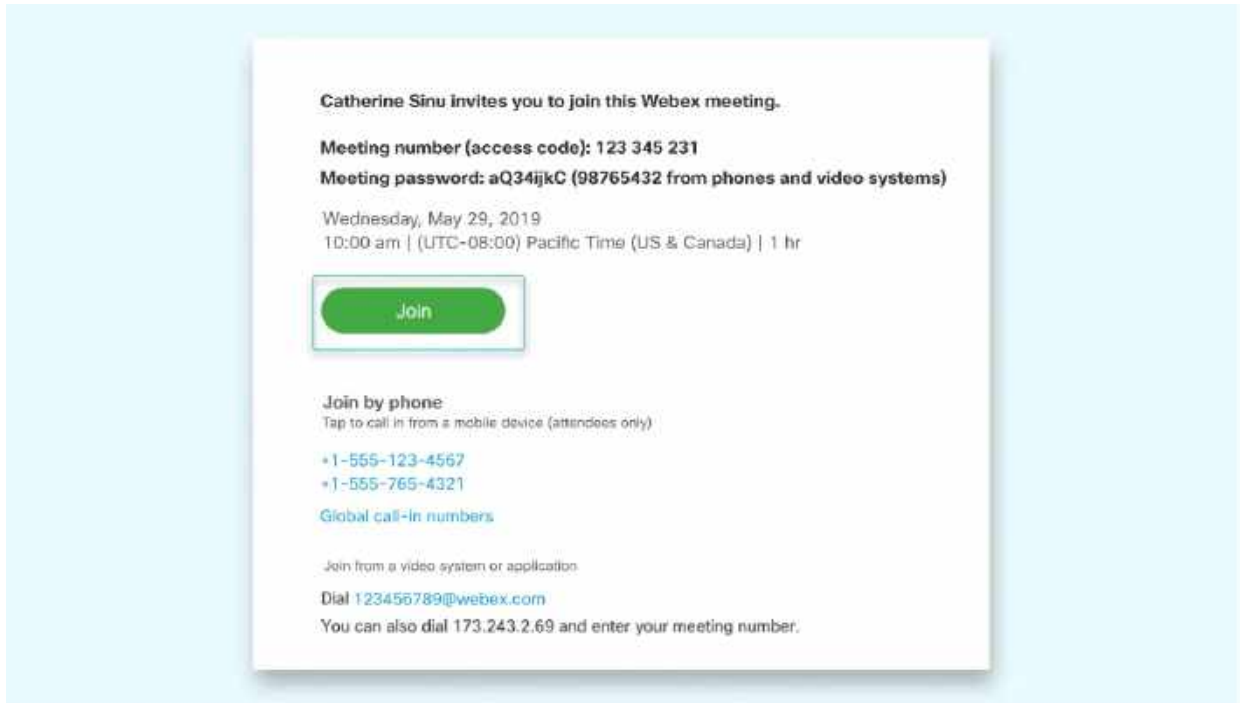 Catherine Sinu invites you to join this Webex meeting.
Meeting number (access code): 123 345 231
Meeting password: aQ34ijkC (98765432 from phones and video systems)
Wednesday, May 29, 2019
10:00 am | (UTC-08:00) Pacific Time (US & Canada) | 1 hr
Join
Join by phone
Tap to call in from a mobile device (attendees only)
+1-555-123-4567
+1-555-765-4321
Global call-in numbers
Join from a video system or application
Dial 123456789@webex.com
You can also dial 173.243.2.69 and enter your meeting number.